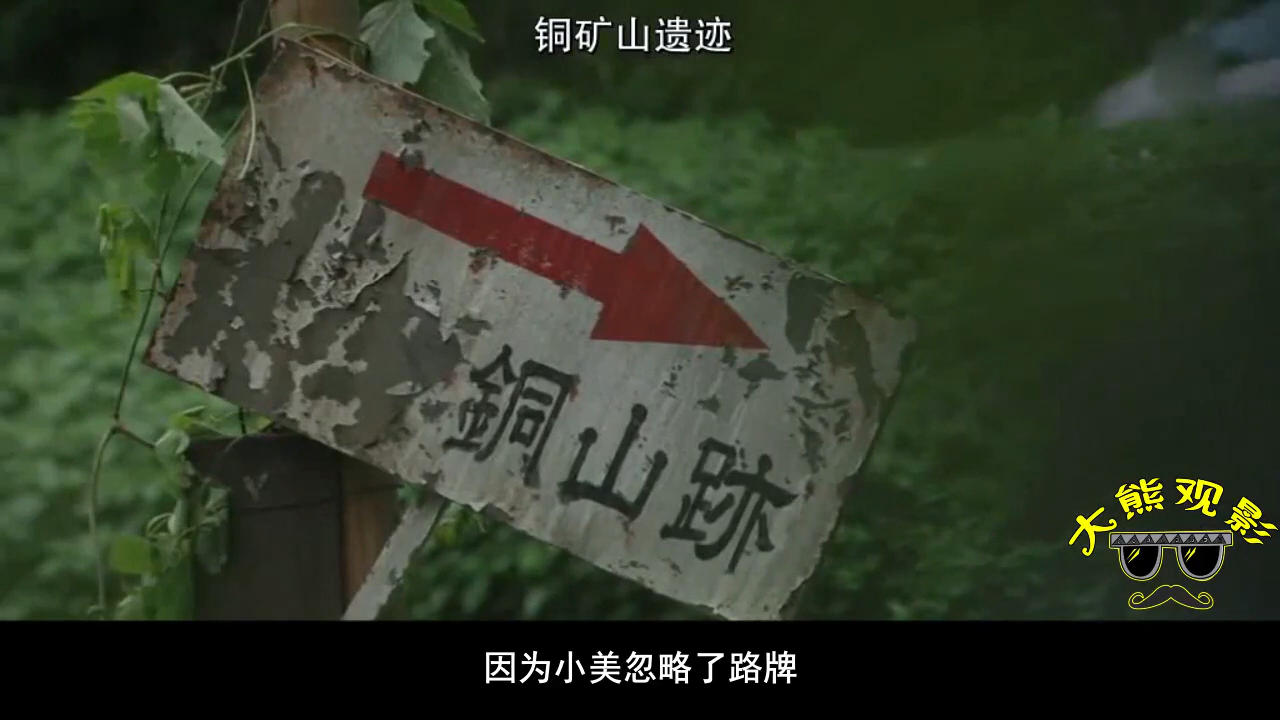 铜矿山遗迹
銅山跡
大熊观影
因为小美忽略了路牌